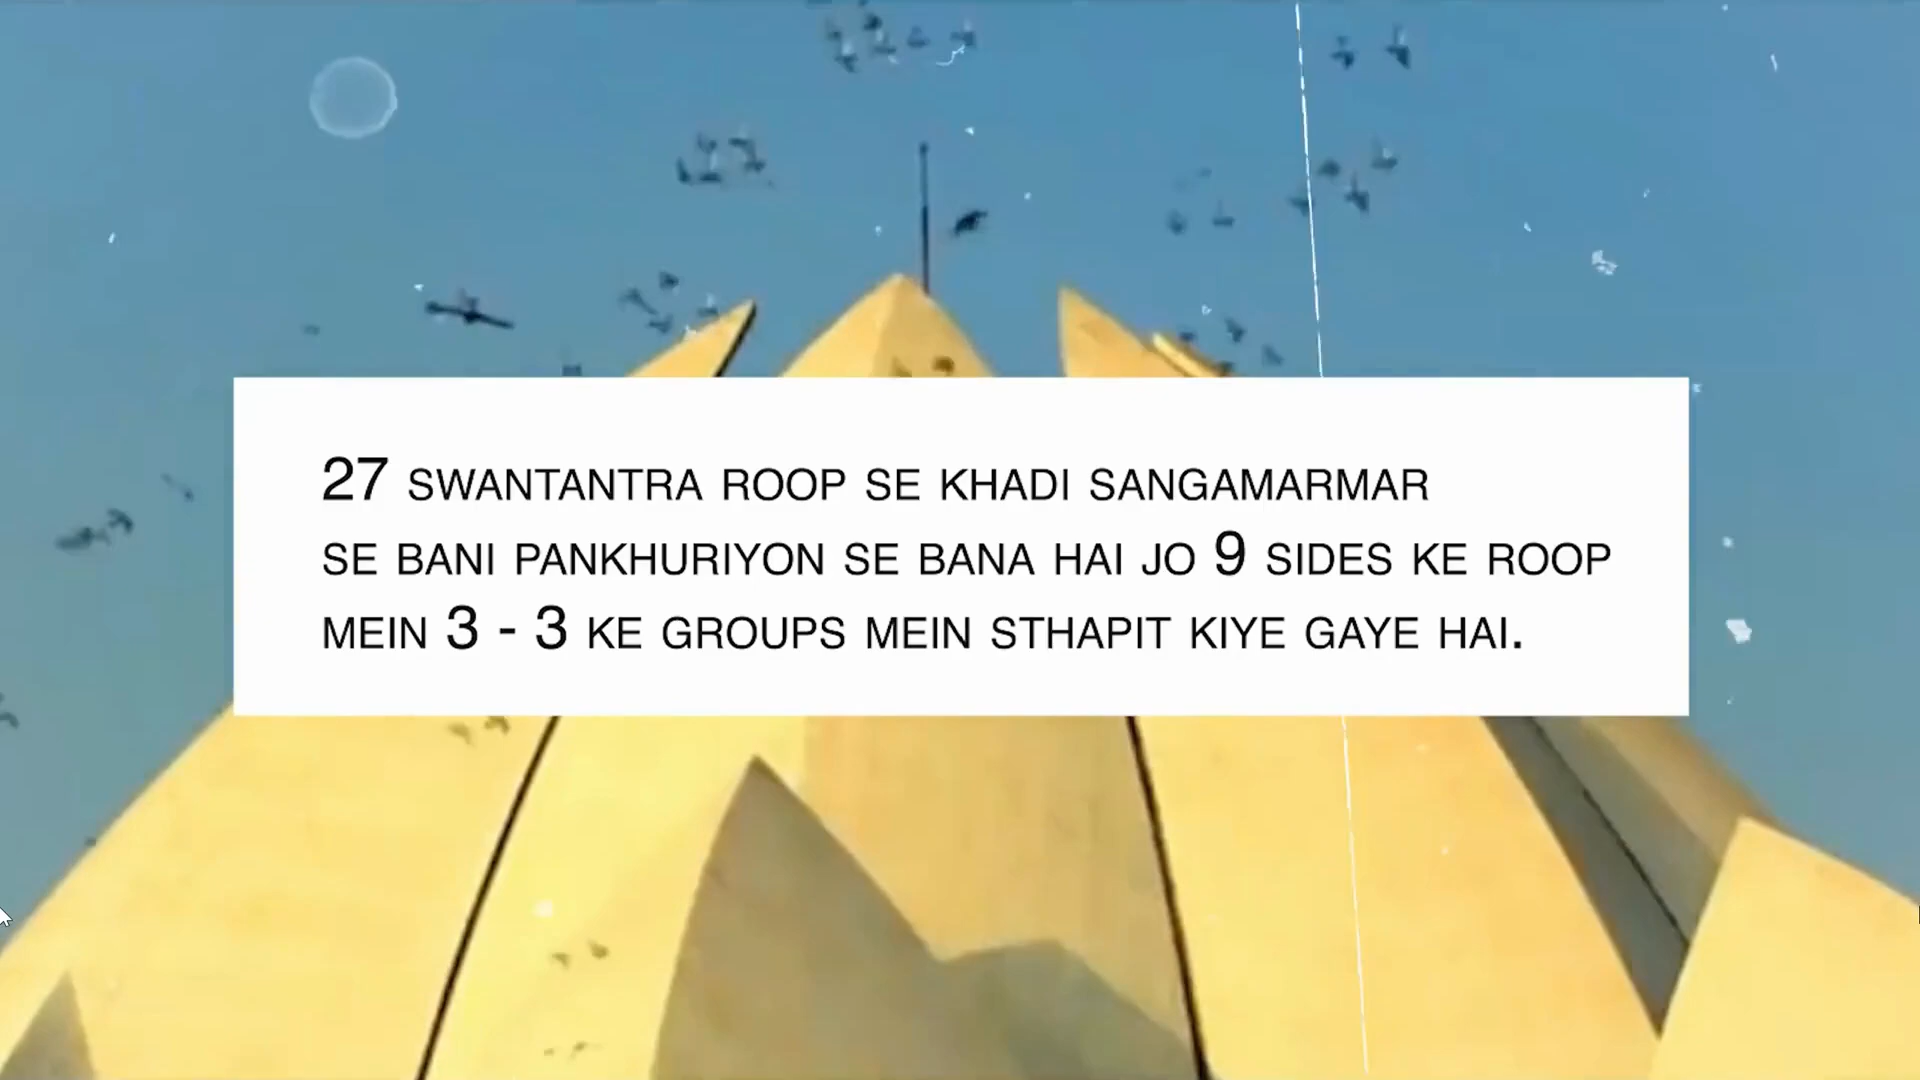 27 SWANTANTRA ROOP SE KHADI SANGAMARMAR
SE BANI PANKHURIYON SE BANA HAI JO 9 SIDES KE ROOP
MEIN 3 - 3 KE GROUPS MEIN STHAPIT KIYE GAYE HAI.